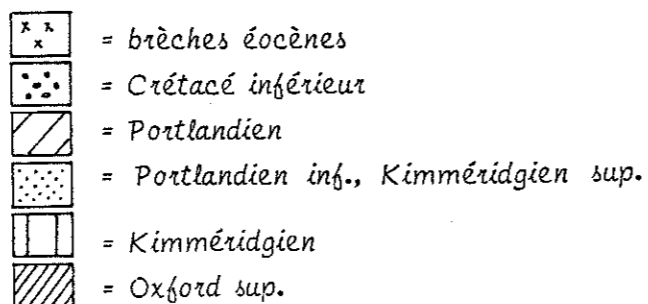 = brèches éocènes
= Crétacé inférieur
= Portlandien
= Portlandien inf., Kimméridgien sup.
= Kimméridgien
= Oxford sup.